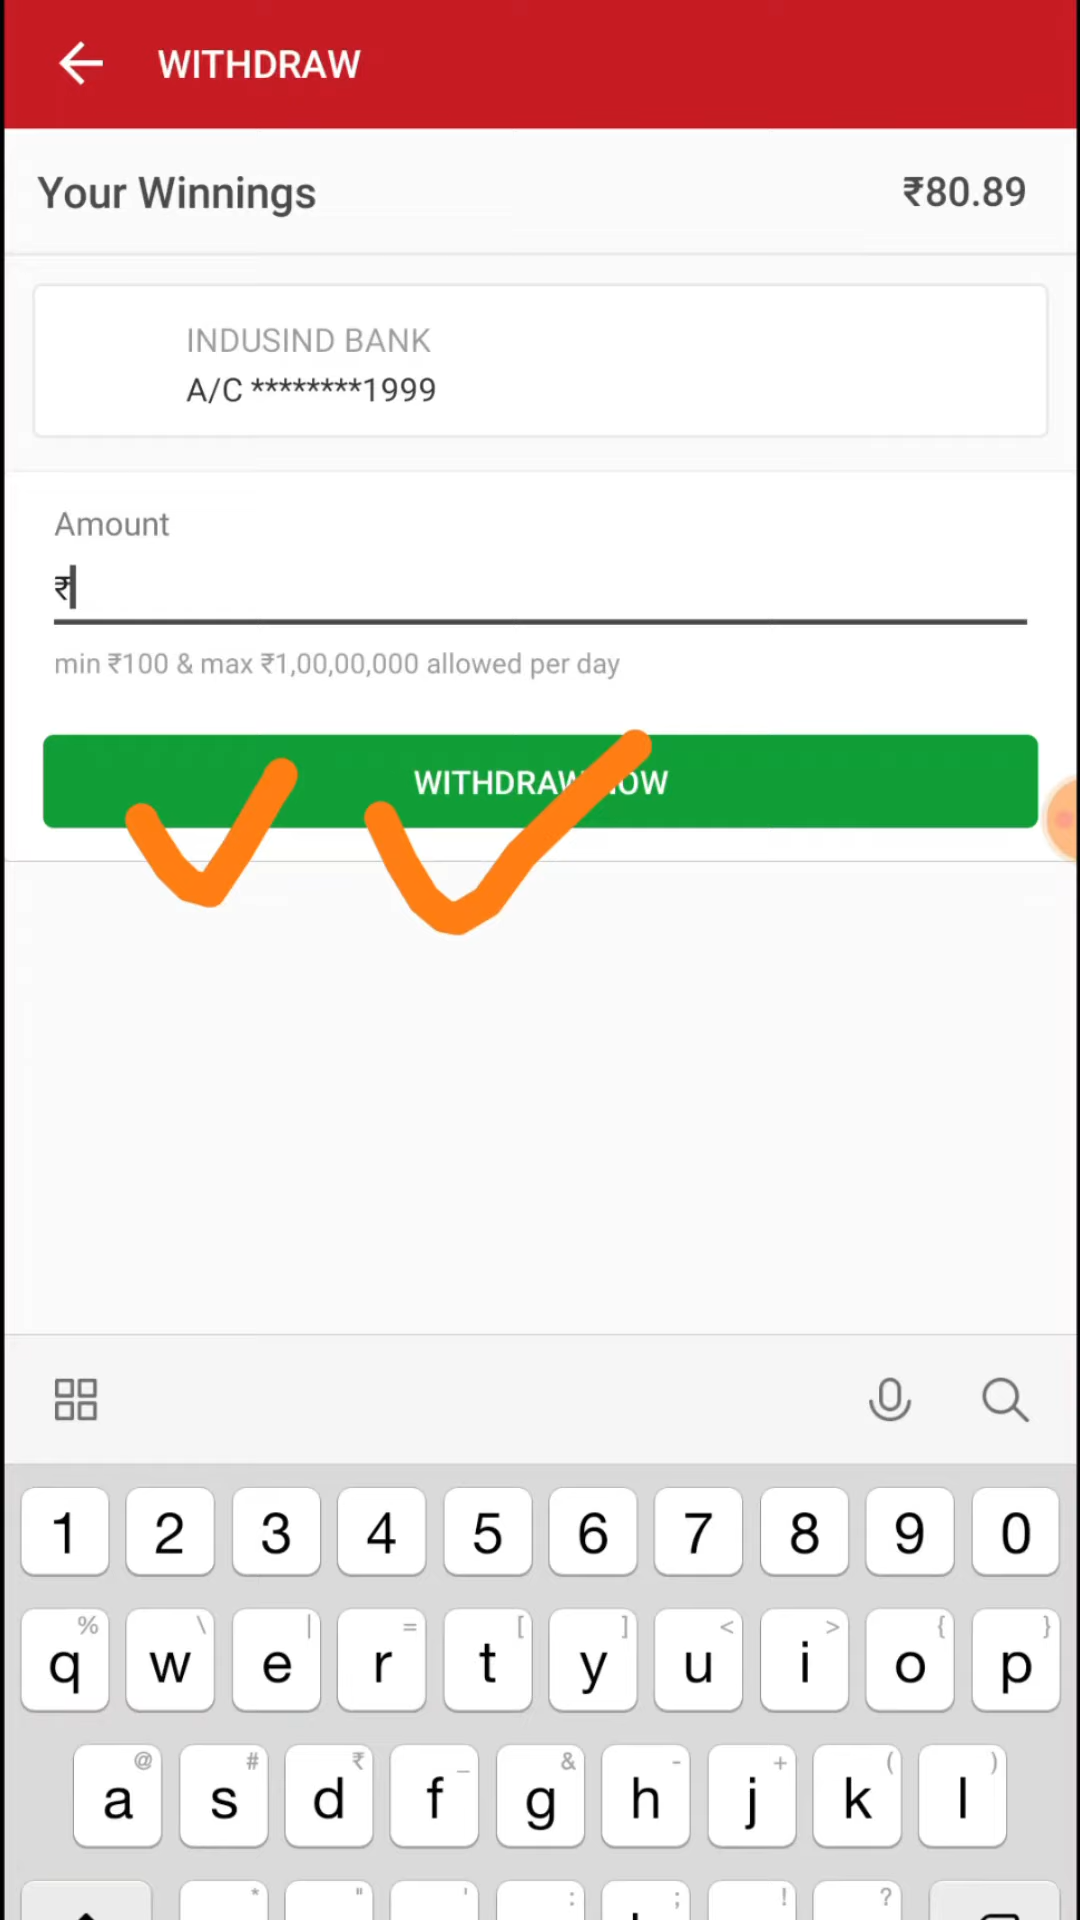 WITHDRAW
Your Winnings ₹80.89
INDUSIND BANK
A/C ********1999
Amount
₹
min ₹100 & max ₹1,00,00,000 allowed per day
WITHDRAW NOW
1 2 3 4 5 6 7 8 9 0
% \ | = [ ] < > { }
q w e r t y u i o p
@ # ₹ _ & - + ( )
a s d f g h j k l
* " ' : ; ! ?